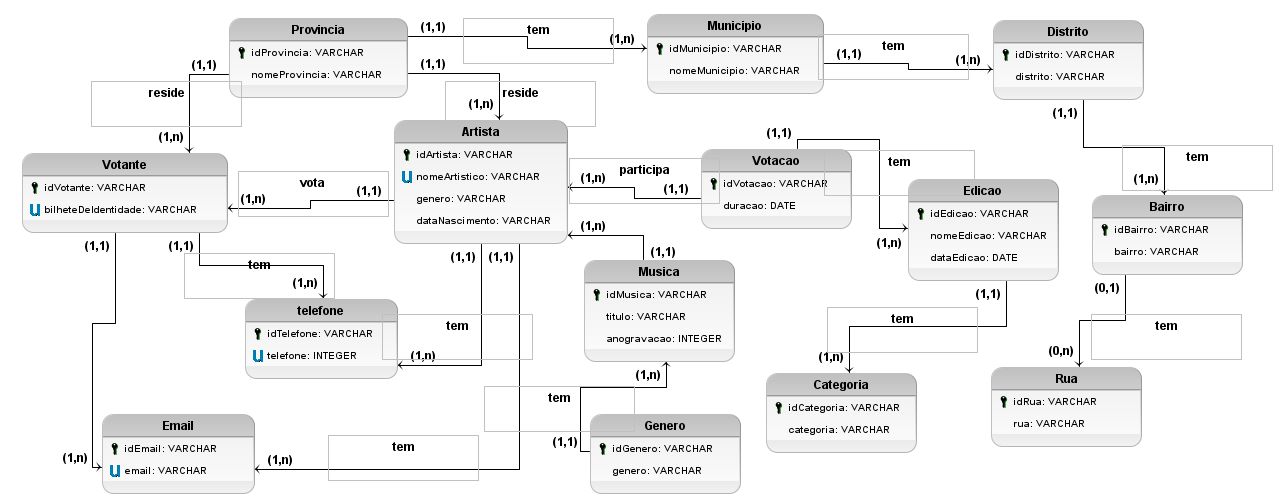 Provincia
idProvincia: VARCHAR
nomeProvincia: VARCHAR
(1,1)
tem
(1,n)
Municipio
idMunicipio: VARCHAR
nomeMunicipio: VARCHAR
(1,1)
tem
(1,n)
Distrito
idDistrito: VARCHAR
distrito: VARCHAR
(1,1)
reside
(1,n)
(1,1)
reside
(1,n)
(1,1)
tem
(1,n)
Votante
idVotante: VARCHAR
bilheteDeIdentidade: VARCHAR
vota
(1,n)
(1,1)
Artista
idArtista: VARCHAR
nomeArtistico: VARCHAR
genero: VARCHAR
dataNascimento: VARCHAR
participa
(1,n)
(1,1)
Votacao
idVotacao: VARCHAR
duracao: DATE
(1,1)
tem
(1,n)
Edicao
idEdicao: VARCHAR
nomeEdicao: VARCHAR
dataEdicao: DATE
Bairro
idBairro: VARCHAR
bairro: VARCHAR
(1,1)
(1,1)
tem
(1,n)
(1,1)
(1,1)
(1,n)
(1,1)
Musica
idMusica: VARCHAR
titulo: VARCHAR
anogravacao: INTEGER
(1,1)
tem
(1,n)
(0,1)
tem
(0,n)
telefone
idTelefone: VARCHAR
telefone: INTEGER
tem
(1,n)
(1,n)
tem
(1,1)
Categoria
idCategoria: VARCHAR
categoria: VARCHAR
Rua
idRua: VARCHAR
rua: VARCHAR
Email
idEmail: VARCHAR
email: VARCHAR
(1,n)
(1,n)
tem
Genero
idGenero: VARCHAR
genero: VARCHAR